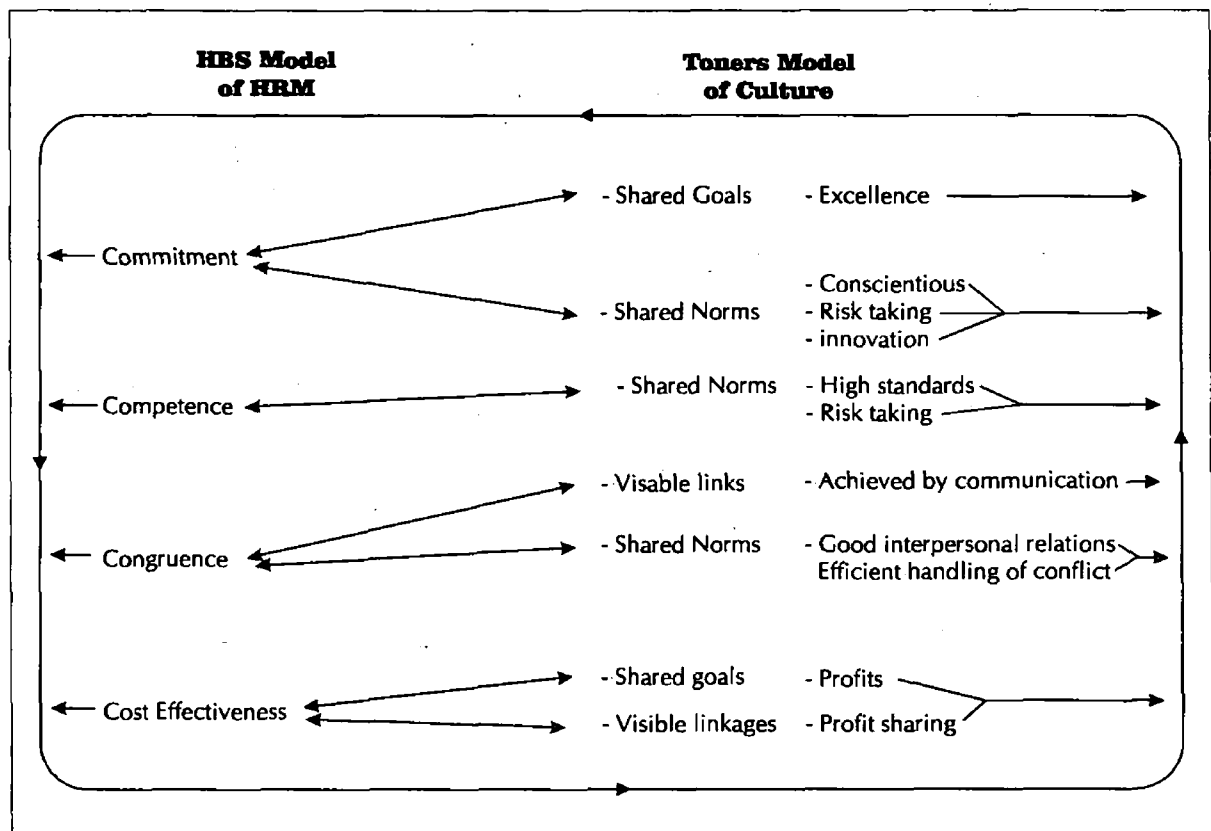 HBS Model
of HRM
Toners Model
of Culture
- Shared Goals - Excellence
Commitment
- Conscientious
- Shared Norms - Risk taking
- innovation
Competence
- Shared Norms - High standards
- Risk taking
- Visable links - Achieved by communication
Congruence
- Shared Norms - Good interpersonal relations
Efficient handling of conflict
- Shared goals - Profits
Cost Effectiveness
- Visible linkages - Profit sharing